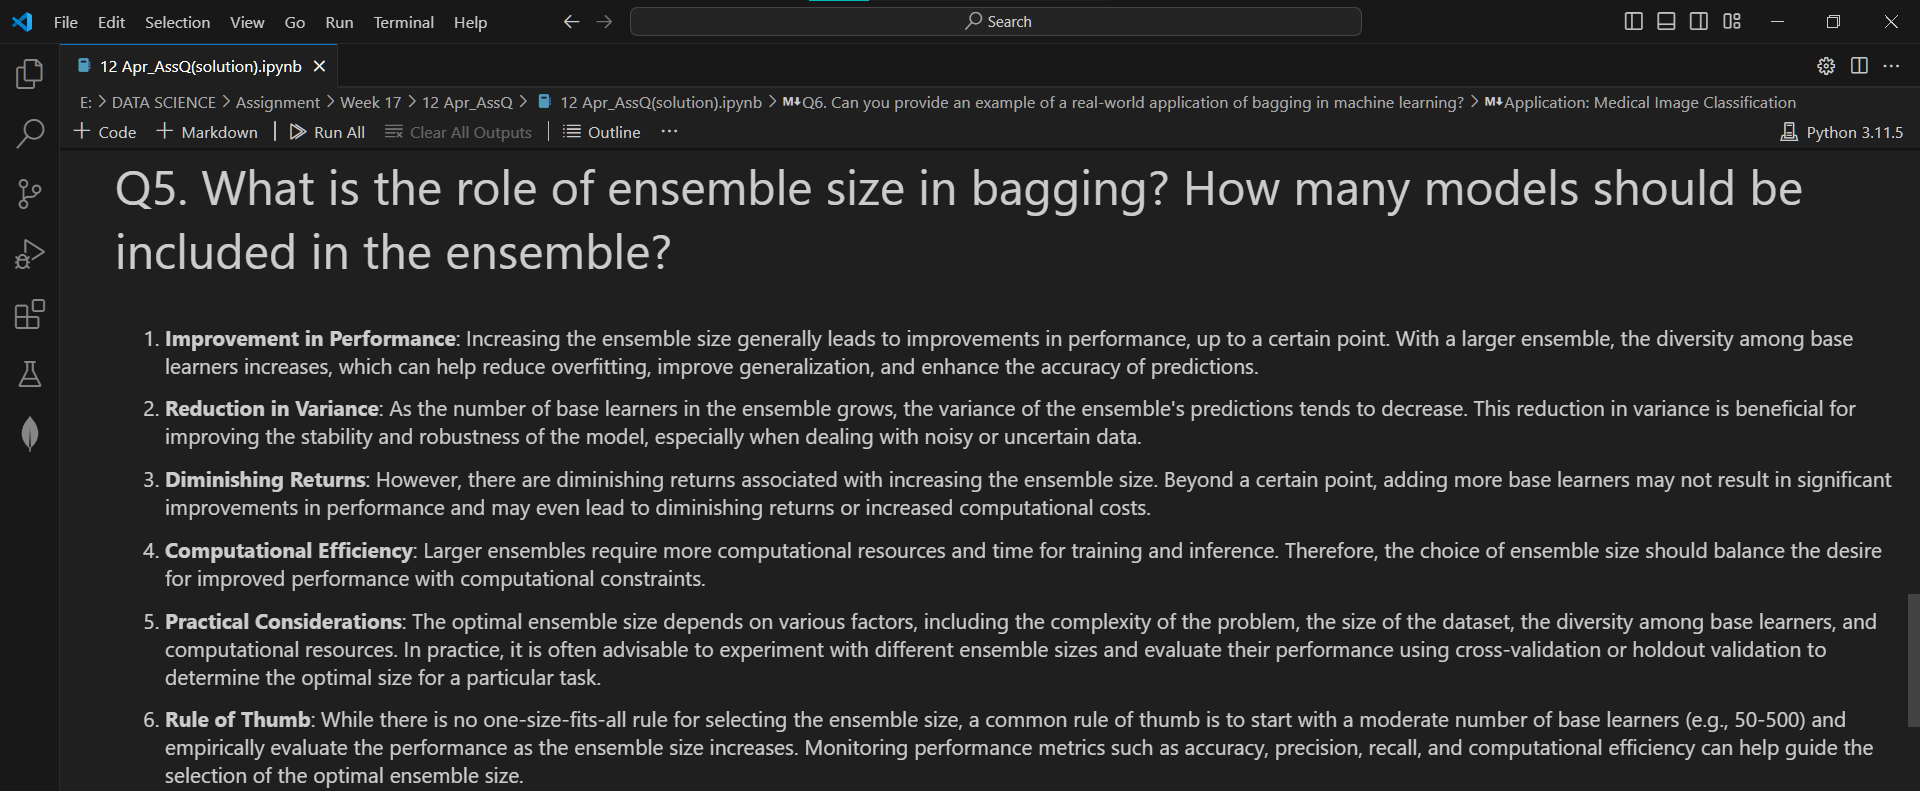 File Edit Selection View Go Run Terminal Help
Search
12 Apr_AssQ(solution).ipynb
E: > DATA SCIENCE > Assignment > Week 17 > 12 Apr_AssQ > 12 Apr_AssQ(solution).ipynb > M↓Q6. Can you provide an example of a real-world application of bagging in machine learning? > M↓Application: Medical Image Classification
+ Code + Markdown | Run All Clear All Outputs | Outline ...
Python 3.11.5
Q5. What is the role of ensemble size in bagging? How many models should be
included in the ensemble?
1. Improvement in Performance: Increasing the ensemble size generally leads to improvements in performance, up to a certain point. With a larger ensemble, the diversity among base
learners increases, which can help reduce overfitting, improve generalization, and enhance the accuracy of predictions.
2. Reduction in Variance: As the number of base learners in the ensemble grows, the variance of the ensemble's predictions tends to decrease. This reduction in variance is beneficial for
improving the stability and robustness of the model, especially when dealing with noisy or uncertain data.
3. Diminishing Returns: However, there are diminishing returns associated with increasing the ensemble size. Beyond a certain point, adding more base learners may not result in significant
improvements in performance and may even lead to diminishing returns or increased computational costs.
4. Computational Efficiency: Larger ensembles require more computational resources and time for training and inference. Therefore, the choice of ensemble size should balance the desire
for improved performance with computational constraints.
5. Practical Considerations: The optimal ensemble size depends on various factors, including the complexity of the problem, the size of the dataset, the diversity among base learners, and
computational resources. In practice, it is often advisable to experiment with different ensemble sizes and evaluate their performance using cross-validation or holdout validation to
determine the optimal size for a particular task.
6. Rule of Thumb: While there is no one-size-fits-all rule for selecting the ensemble size, a common rule of thumb is to start with a moderate number of base learners (e.g., 50-500) and
empirically evaluate the performance as the ensemble size increases. Monitoring performance metrics such as accuracy, precision, recall, and computational efficiency can help guide the
selection of the optimal ensemble size.